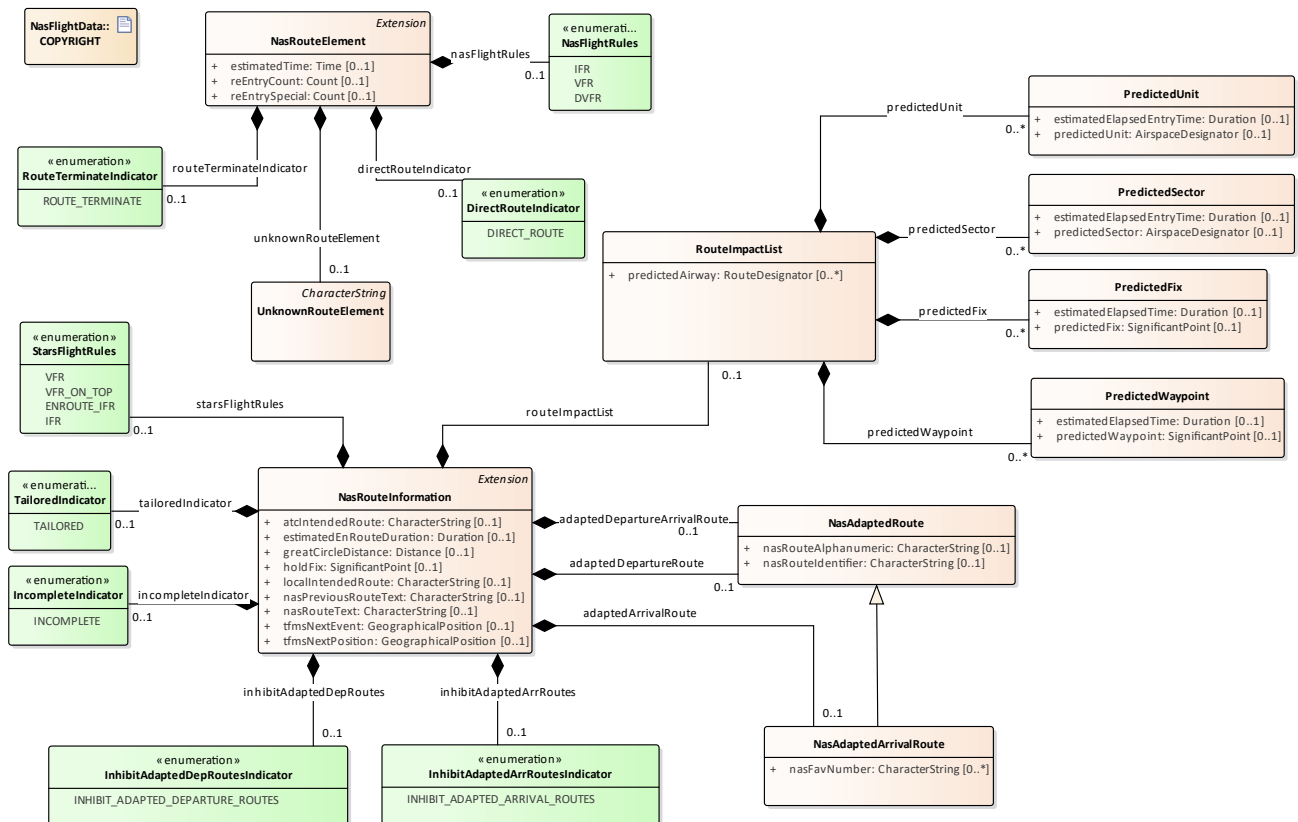 NasFlightData::
COPYRIGHT
Extension
NasRouteElement
+ estimatedTime: Time [0..1]
+ reEntryCount: Count [0..1]
+ reEntrySpecial: Count [0..1]
nasFlightRules
0..1
«enumerati...
NasFlightRules
IFR
VFR
DVFR
«enumeration»
RouteTerminateIndicator
ROUTE_TERMINATE
routeTerminateIndicator
0..1
directRouteIndicator
0..1
«enumeration»
DirectRouteIndicator
DIRECT_ROUTE
unknownRouteElement
0..1
CharacterString
UnknownRouteElement
predictedUnit
0..*
PredictedUnit
+ estimatedElapsedEntryTime: Duration [0..1]
+ predictedUnit: AirspaceDesignator [0..1]
PredictedSector
+ estimatedElapsedEntryTime: Duration [0..1]
+ predictedSector: AirspaceDesignator [0..1]
predictedSector
0..*
RouteImpactList
+ predictedAirway: RouteDesignator [0..*]
PredictedFix
+ estimatedElapsedTime: Duration [0..1]
+ predictedFix: SignificantPoint [0..1]
predictedFix
0..*
PredictedWaypoint
+ estimatedElapsedTime: Duration [0..1]
+ predictedWaypoint: SignificantPoint [0..1]
predictedWaypoint
0..*
0..1
routeImpactList
«enumeration»
StarsFlightRules
VFR
VFR_ON_TOP
ENROUTE_IFR
IFR
starsFlightRules
0..1
«enumerati...
TailoredIndicator
TAILORED
tailoredIndicator
0..1
«enumeration»
IncompleteIndicator
INCOMPLETE
incompleteIndicator
0..1
Extension
NasRouteInformation
+ atcIntendedRoute: CharacterString [0..1]
+ estimatedEnRouteDuration: Duration [0..1]
+ greatCircleDistance: Distance [0..1]
+ holdFix: SignificantPoint [0..1]
+ localIntendedRoute: CharacterString [0..1]
+ nasPreviousRouteText: CharacterString [0..1]
+ nasRouteText: CharacterString [0..1]
+ tfmsNextEvent: GeographicalPosition [0..1]
+ tfmsNextPosition: GeographicalPosition [0..1]
adaptedDepartureArrivalRoute
0..1
adaptedDepartureRoute
0..1
adaptedArrivalRoute
0..1
NasAdaptedRoute
+ nasRouteAlphanumeric: CharacterString [0..1]
+ nasRouteIdentifier: CharacterString [0..1]
NasAdaptedArrivalRoute
+ nasFavNumber: CharacterString [0..*]
inhibitAdaptedDepRoutes
0..1
inhibitAdaptedArrRoutes
0..1
«enumeration»
InhibitAdaptedDepRoutesIndicator
INHIBIT_ADAPTED_DEPARTURE_ROUTES
«enumeration»
InhibitAdaptedArrRoutesIndicator
INHIBIT_ADAPTED_ARRIVAL_ROUTES